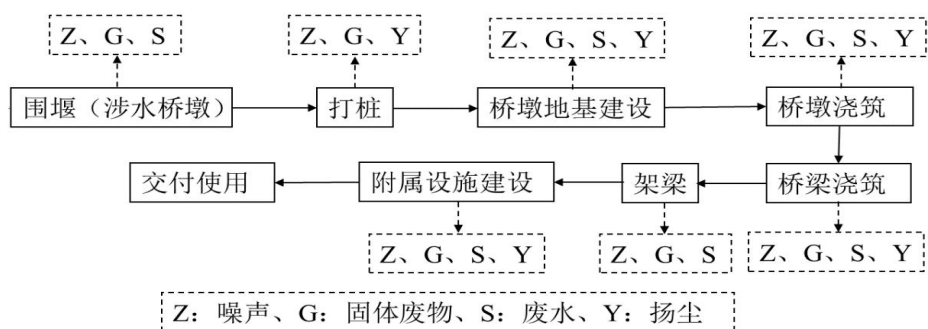 Z、G、S
Z、G、Y
Z、G、S、Y
Z、G、S、Y
围堰（涉水桥墩）
打桩
桥墩地基建设
桥墩浇筑
交付使用
附属设施建设
架梁
桥梁浇筑
Z、G、S、Y
Z、G、S
Z、G、S、Y
Z：噪声、G：固体废物、S：废水、Y：扬尘